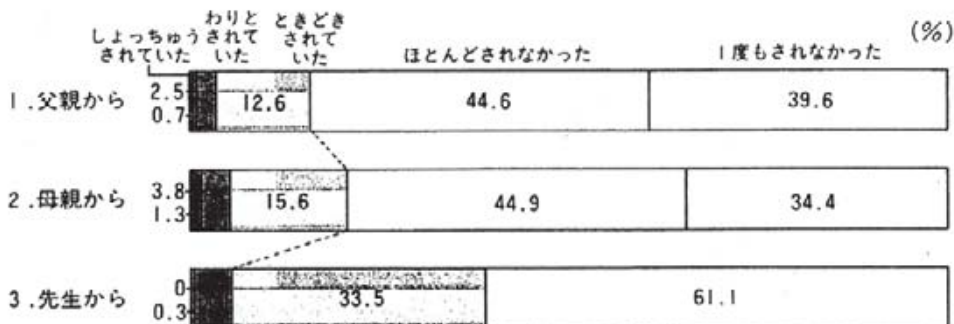 しょっちゅうされていた
わりとされていた
ときどきされていた
ほとんどされなかった
1度もされなかった
(%)
1.父親から
2.5
0.7
12.6
44.6
39.6
2.母親から
3.8
1.3
15.6
44.9
34.4
3.先生から
0
0.3
33.5
61.1